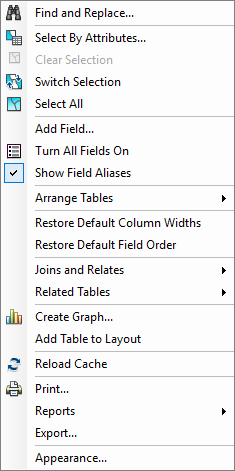 Find and Replace...
Select By Attributes...
Clear Selection
Switch Selection
Select All
Add Field...
Turn All Fields On
Show Field Aliases
Arrange Tables
Restore Default Column Widths
Restore Default Field Order
Joins and Relates
Related Tables
Create Graph...
Add Table to Layout
Reload Cache
Print...
Reports
Export...
Appearance...